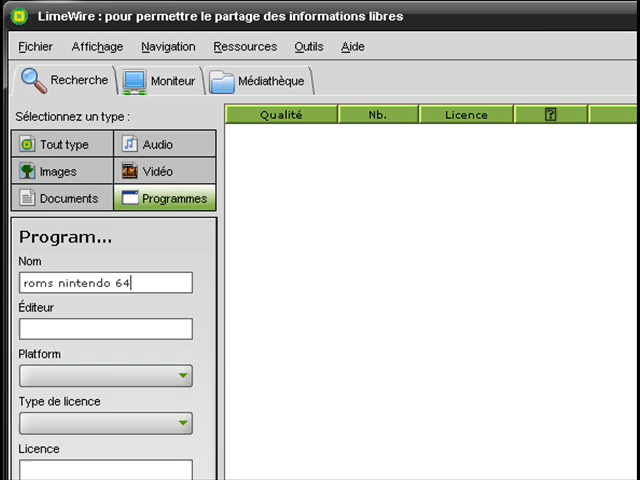 LimeWire : pour permettre le partage des informations libres
Fichier Affichage Navigation Ressources Outils Aide
Recherche Moniteur Médiathèque
Sélectionnez un type :
Qualité Nb. Licence ?
Tout type Audio
Images Vidéo
Documents Programmes
Program...
Nom
roms nintendo 64
Éditeur
Platform
Type de licence
Licence